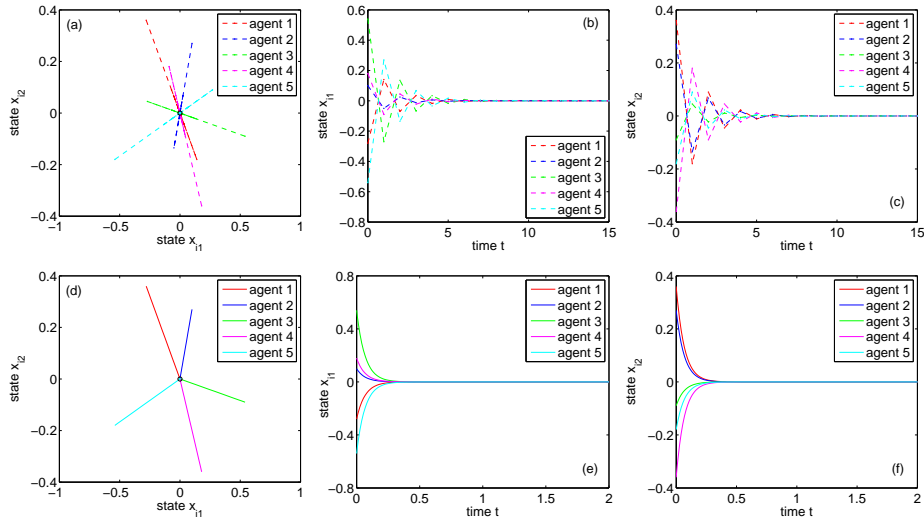 (a)
agent 1
agent 2
agent 3
agent 4
agent 5
0.4
0.2
0
−0.2
−0.4
−1
−0.5
0
0.5
1
state x_i2
state x_i1
(b)
agent 1
agent 2
agent 3
agent 4
agent 5
0.6
0.4
0.2
0
−0.2
−0.4
−0.6
−0.8
0
5
10
15
state x_i1
time t
(c)
agent 1
agent 2
agent 3
agent 4
agent 5
0.4
0.2
0
−0.2
−0.4
0
5
10
15
state x_i2
time t
(d)
agent 1
agent 2
agent 3
agent 4
agent 5
0.4
0.2
0
−0.2
−0.4
−1
−0.5
0
0.5
1
state x_i2
state x_i1
(e)
agent 1
agent 2
agent 3
agent 4
agent 5
0.8
0.4
0
−0.4
−0.8
0
0.5
1
1.5
2
state x_i1
time t
(f)
agent 1
agent 2
agent 3
agent 4
agent 5
0.4
0.2
0
−0.2
−0.4
0
0.5
1
1.5
2
state x_i2
time t